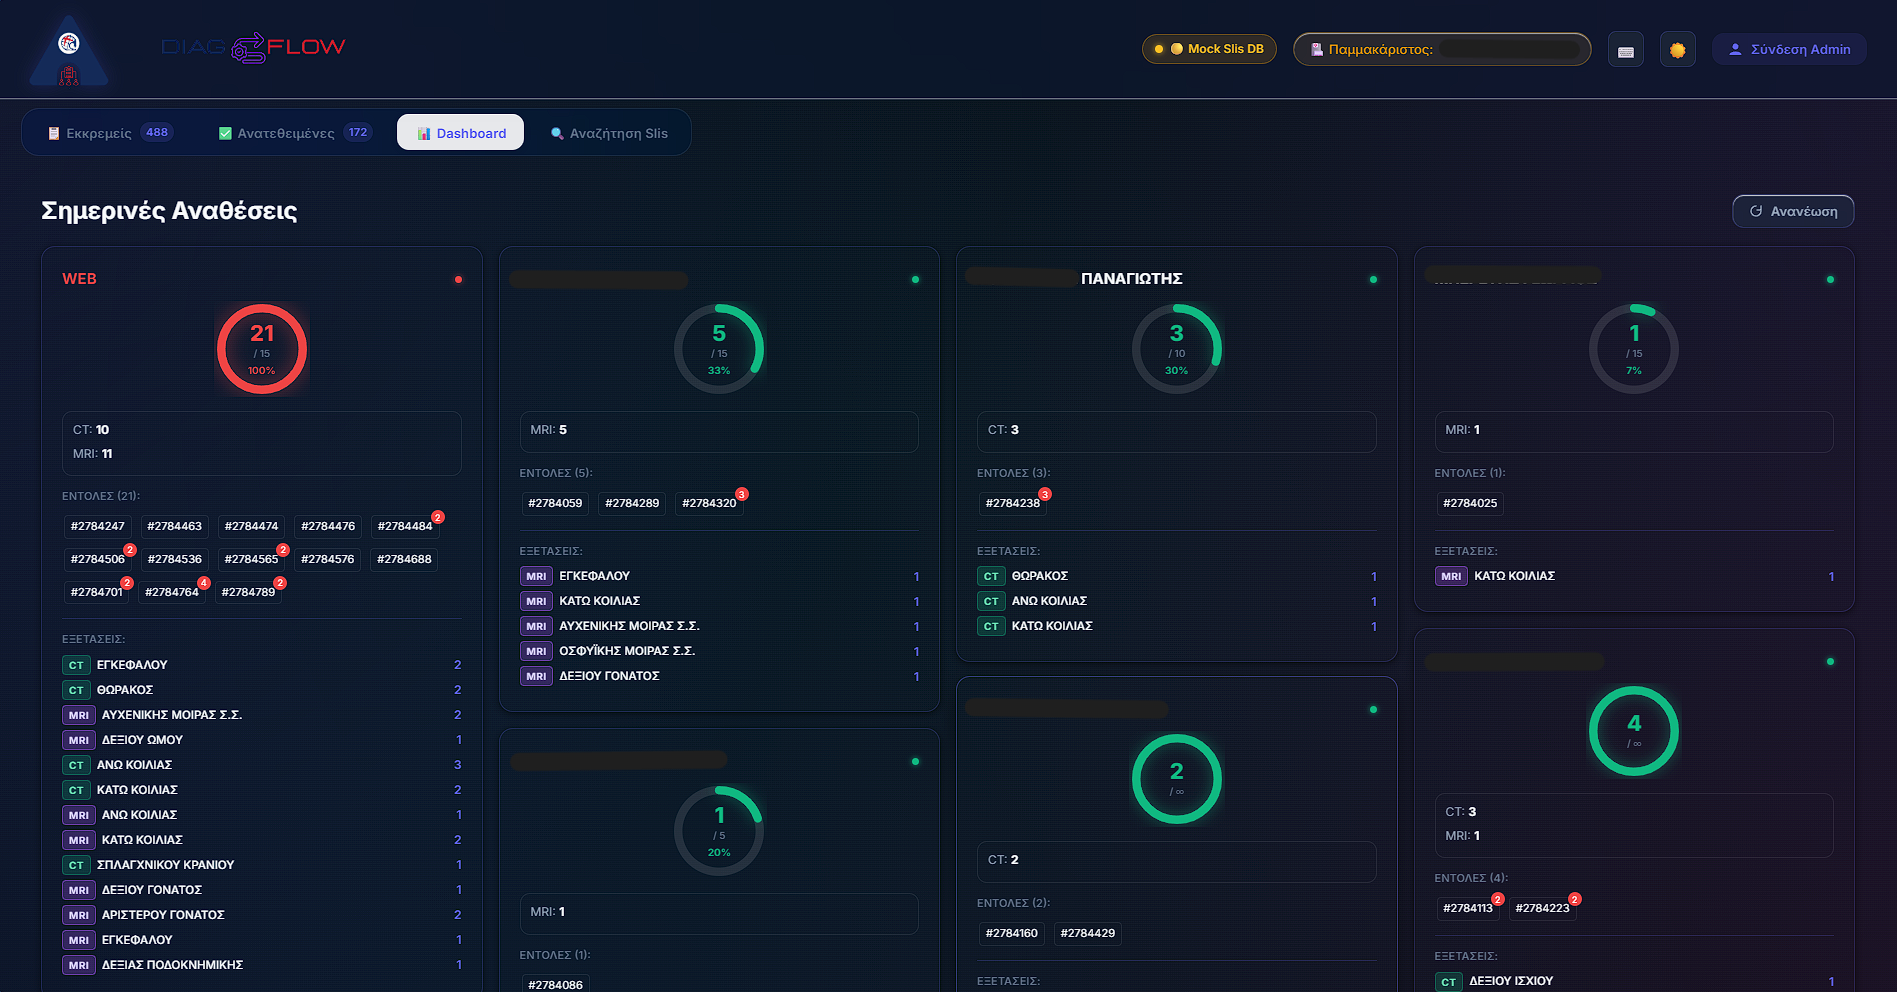 DIAG FLOW
Mock Slis DB
Παμμακάριστος:
Σύνδεση Admin
Εκκρεμείς 488
Ανατεθειμένες 172
Dashboard
Αναζήτηση Slis
Σημερινές Αναθέσεις
Ανανέωση
WEB
21
/ 15
100%
CT: 10
MRI: 11
ΕΝΤΟΛΕΣ (21):
#2784247 #2784463 #2784474 #2784476 #2784484 2
#2784506 2 #2784536 #2784565 2 #2784576 #2784688
#2784701 2 #2784764 4 #2784789 2
ΕΞΕΤΑΣΕΙΣ:
CT ΕΓΚΕΦΑΛΟΥ 2
CT ΘΩΡΑΚΟΣ 2
MRI ΑΥΧΕΝΙΚΗΣ ΜΟΙΡΑΣ Σ.Σ. 2
MRI ΔΕΞΙΟΥ ΩΜΟΥ 1
CT ΑΝΩ ΚΟΙΛΙΑΣ 3
CT ΚΑΤΩ ΚΟΙΛΙΑΣ 2
MRI ΑΝΩ ΚΟΙΛΙΑΣ 1
MRI ΚΑΤΩ ΚΟΙΛΙΑΣ 2
CT ΣΠΛΑΓΧΝΙΚΟΥ ΚΡΑΝΙΟΥ 1
MRI ΔΕΞΙΟΥ ΓΟΝΑΤΟΣ 1
MRI ΑΡΙΣΤΕΡΟΥ ΓΟΝΑΤΟΣ 2
MRI ΕΓΚΕΦΑΛΟΥ 1
MRI ΔΕΞΙΑΣ ΠΟΔΟΚΝΗΜΙΚΗΣ 1
5
/ 15
33%
MRI: 5
ΕΝΤΟΛΕΣ (5):
#2784059 #2784289 #2784320 3
ΕΞΕΤΑΣΕΙΣ:
MRI ΕΓΚΕΦΑΛΟΥ 1
MRI ΚΑΤΩ ΚΟΙΛΙΑΣ 1
MRI ΑΥΧΕΝΙΚΗΣ ΜΟΙΡΑΣ Σ.Σ. 1
MRI ΟΣΦΥΪΚΗΣ ΜΟΙΡΑΣ Σ.Σ. 1
MRI ΔΕΞΙΟΥ ΓΟΝΑΤΟΣ 1
1
/ 5
20%
MRI: 1
ΕΝΤΟΛΕΣ (1):
#2784086
ΠΑΝΑΓΙΩΤΗΣ
3
/ 10
30%
CT: 3
ΕΝΤΟΛΕΣ (3):
#2784238 3
ΕΞΕΤΑΣΕΙΣ:
CT ΘΩΡΑΚΟΣ 1
CT ΑΝΩ ΚΟΙΛΙΑΣ 1
CT ΚΑΤΩ ΚΟΙΛΙΑΣ 1
2
/ ∞
CT: 2
ΕΝΤΟΛΕΣ (2):
#2784160 #2784429
ΕΞΕΤΑΣΕΙΣ:
1
/ 15
7%
MRI: 1
ΕΝΤΟΛΕΣ (1):
#2784025
ΕΞΕΤΑΣΕΙΣ:
MRI ΚΑΤΩ ΚΟΙΛΙΑΣ 1
4
/ ∞
CT: 3
MRI: 1
ΕΝΤΟΛΕΣ (4):
#2784113 2 #2784223 2
ΕΞΕΤΑΣΕΙΣ:
CT ΔΕΞΙΟΥ ΙΣΧΙΟΥ 1